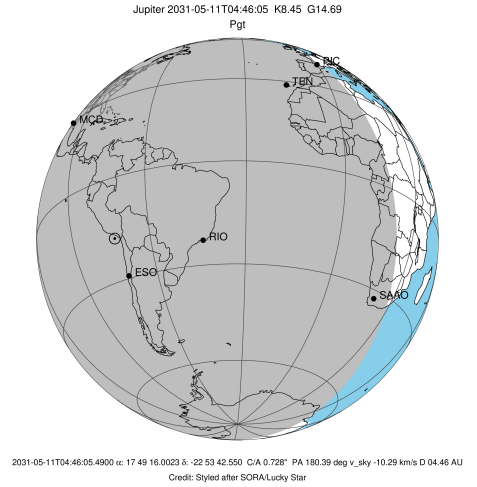 Jupiter 2031-05-11T04:46:05 K8.45 G14.69
Pgt
PIC
TEN
MCD
RIO
ESO
SAAO
2031-05-11T04:46:05.4900 α: 17 49 16.0023 δ: -22 53 42.550 C/A 0.728" PA 180.39 deg v_sky -10.29 km/s D 04.46 AU
Credit: Styled after SORA/Lucky Star